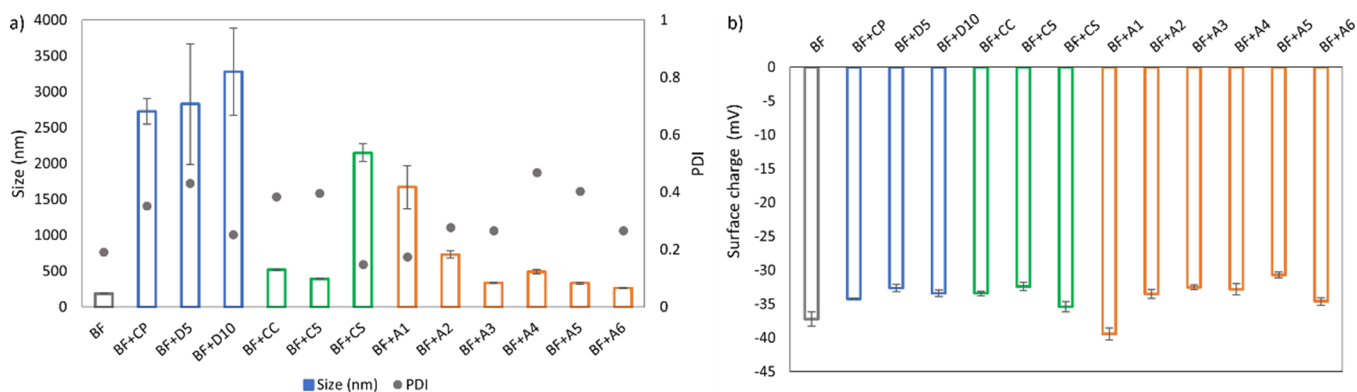 a)
4000
3500
3000
2500
2000
1500
1000
500
0
Size (nm)
1
0.8
0.6
0.4
0.2
0
PDI
BF
BF+CP
BF+D5
BF+D10
BF+CC
BF+C5
BF+CS
BF+A1
BF+A2
BF+A3
BF+A4
BF+A5
BF+A6
Size (nm)
PDI
b)
BF
BF+CP
BF+D5
BF+D10
BF+CC
BF+C5
BF+CS
BF+A1
BF+A2
BF+A3
BF+A4
BF+A5
BF+A6
0
-5
-10
-15
-20
-25
-30
-35
-40
-45
Surface charge (mV)